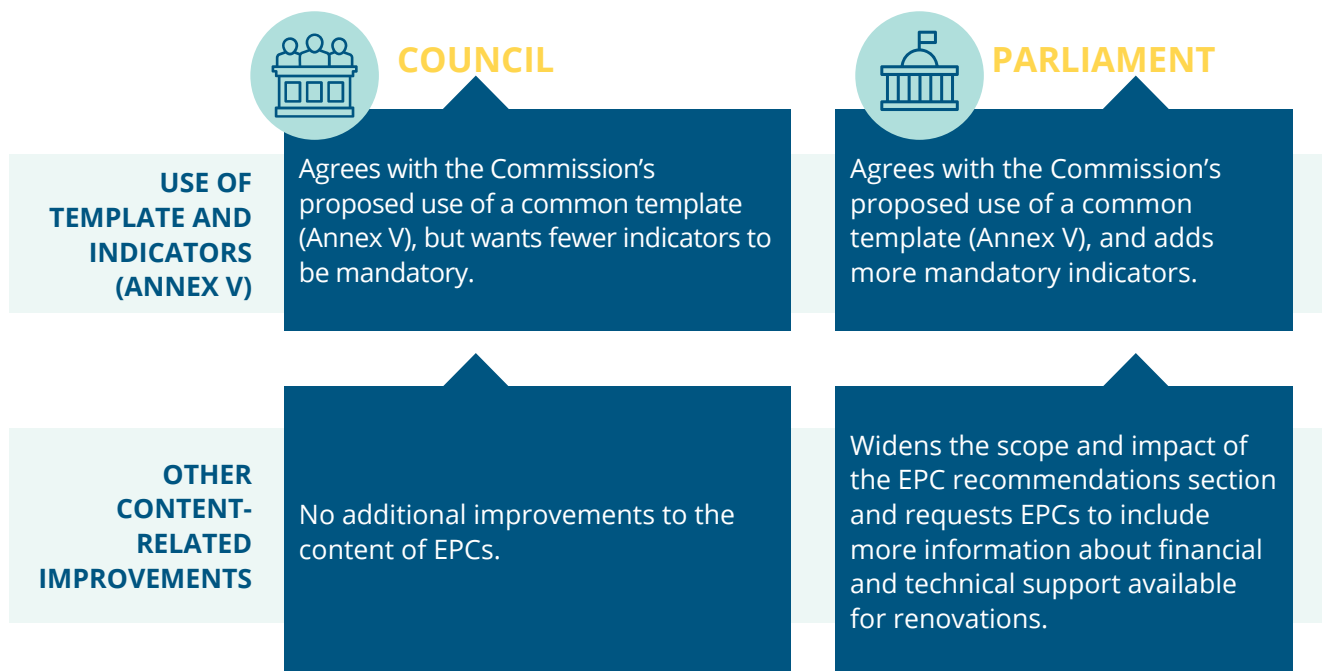 COUNCIL
PARLIAMENT
USE OF
TEMPLATE AND
INDICATORS
(ANNEX V)
Agrees with the Commission’s
proposed use of a common template
(Annex V), but wants fewer indicators to
be mandatory.
Agrees with the Commission’s
proposed use of a common
template (Annex V), and adds
more mandatory indicators.
OTHER
CONTENT-
RELATED
IMPROVEMENTS
No additional improvements to the
content of EPCs.
Widens the scope and impact of
the EPC recommendations section
and requests EPCs to include
more information about financial
and technical support available
for renovations.